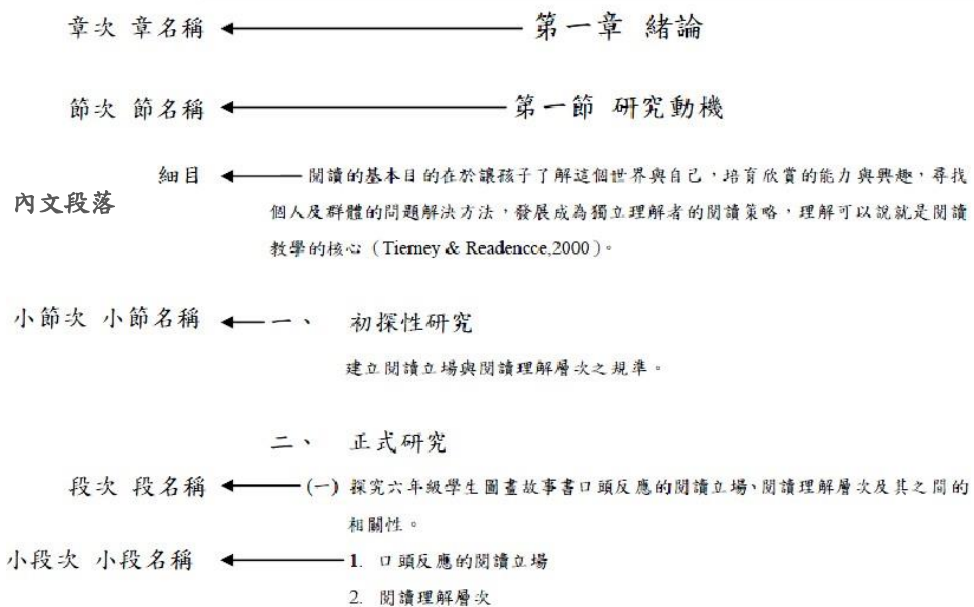 章次 章名稱 第一章 緒論
節次 節名稱 第一節 研究動機
細目 閱讀的基本目的在於讓孩子了解這個世界與自己，培育欣賞的能力與興趣，尋找
內文段落 個人及群體的問題解決方法，發展成為獨立理解者的閱讀策略，理解可以說就是閱讀
教學的核心（Tierney & Readencce,2000）。
小節次 小節名稱 一、 初探性研究
建立閱讀立場與閱讀理解層次之規準。
二、 正式研究
段次 段名稱 (一) 探究六年級學生圖畫故事書口頭反應的閱讀立場、閱讀理解層次及其之間的
相關性。
小段次 小段名稱 1. 口頭反應的閱讀立場
2. 閱讀理解層次